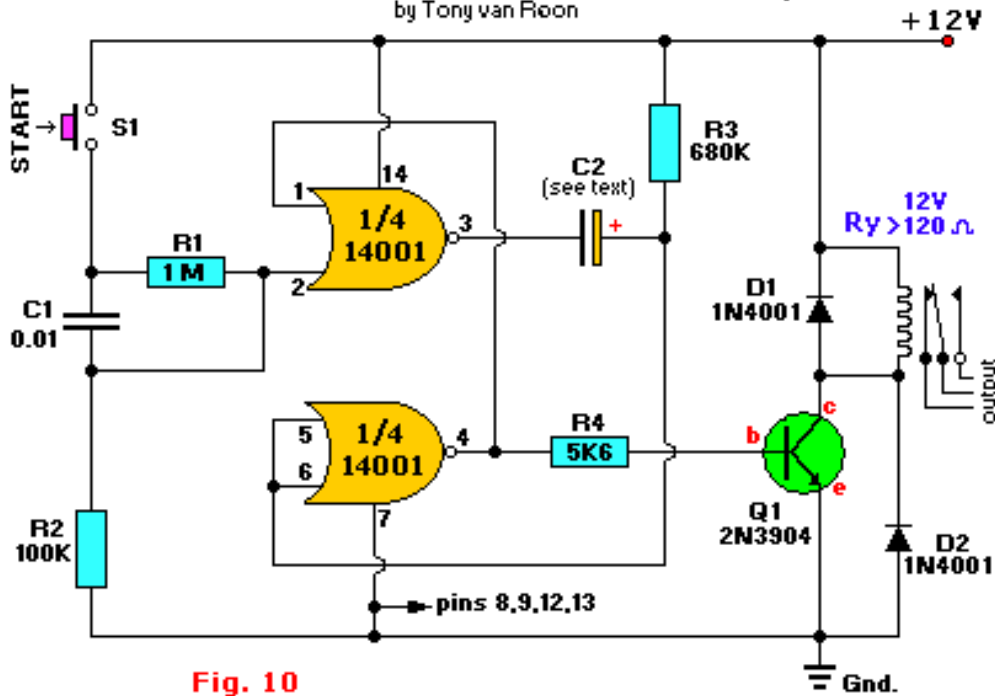 by Tony van Roon
+12V
START
S1
R3
680K
C2
(see text)
+
14
1
1/4
14001
3
2
12V
Ry >120 Ω
R1
1M
D1
1N4001
C1
0.01
output
5
1/4
14001
4
6
7
R4
5K6
c
b
e
Q1
2N3904
R2
100K
D2
1N4001
pins 8,9,12,13
Fig. 10
Gnd.